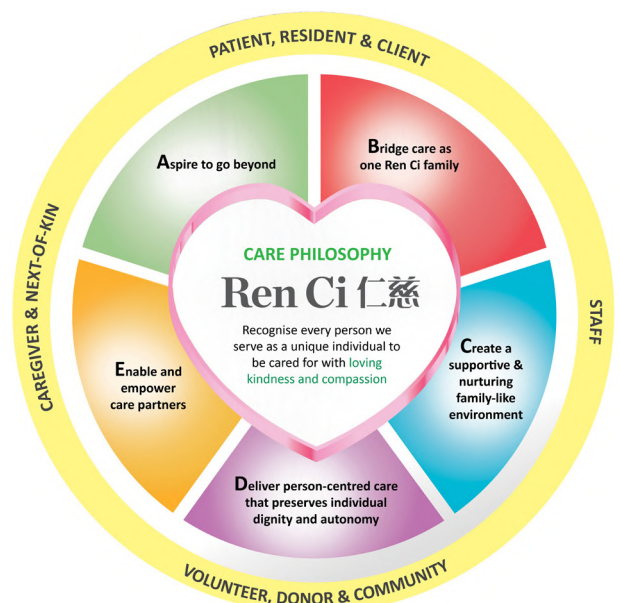 PATIENT, RESIDENT & CLIENT
Aspire to go beyond
Bridge care as
one Ren Ci family
CAREGIVER & NEXT-OF-KIN
CARE PHILOSOPHY
Ren Ci 仁慈
Recognise every person we
serve as a unique individual to
be cared for with loving
kindness and compassion
STAFF
Enable and
empower
care partners
Create a
supportive &
nurturing
family-like
environment
Deliver person-centred care
that preserves individual
dignity and autonomy
VOLUNTEER, DONOR & COMMUNITY